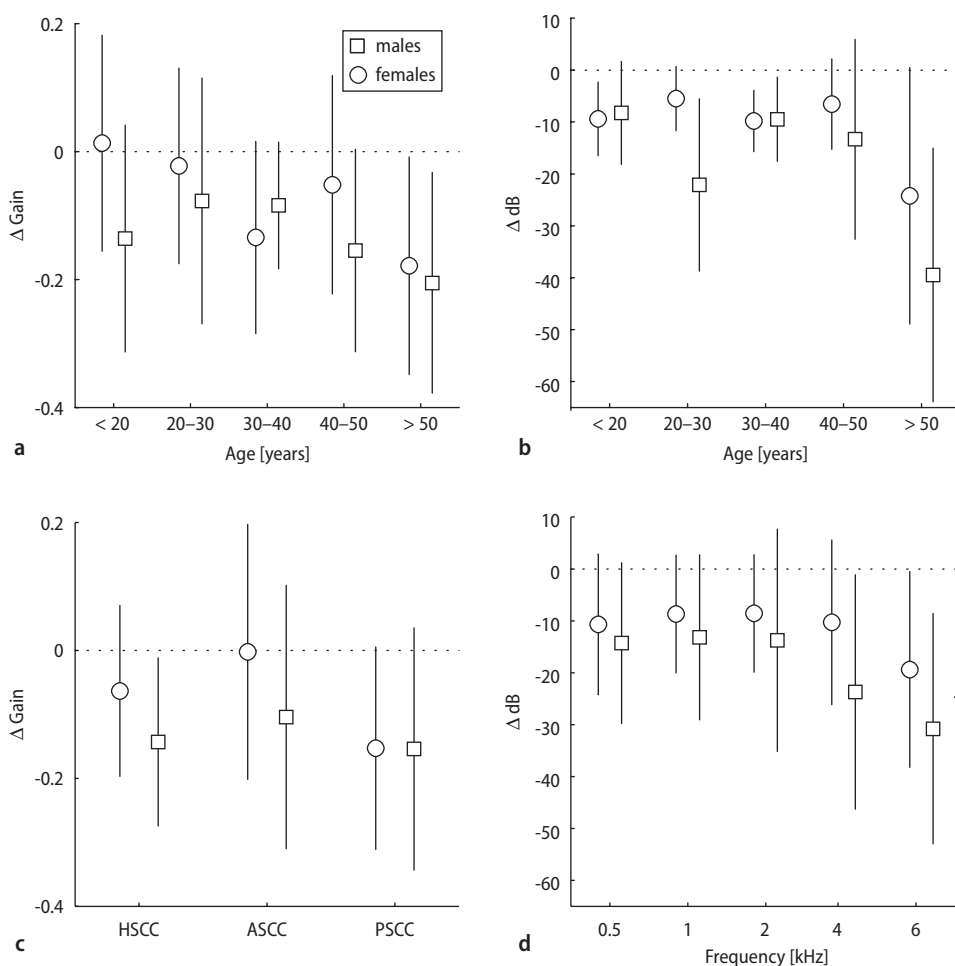 0.2
0
-0.2
-0.4
Δ Gain
males
females
< 20
20–30
30–40
40–50
> 50
a
Age [years]
10
0
-10
-20
-30
-40
-50
-60
Δ dB
< 20
20–30
30–40
40–50
> 50
b
Age [years]
0.2
0
-0.2
-0.4
Δ Gain
HSCC
ASCC
PSCC
c
10
0
-10
-20
-30
-40
-50
-60
Δ dB
0.5
1
2
4
6
d
Frequency [kHz]